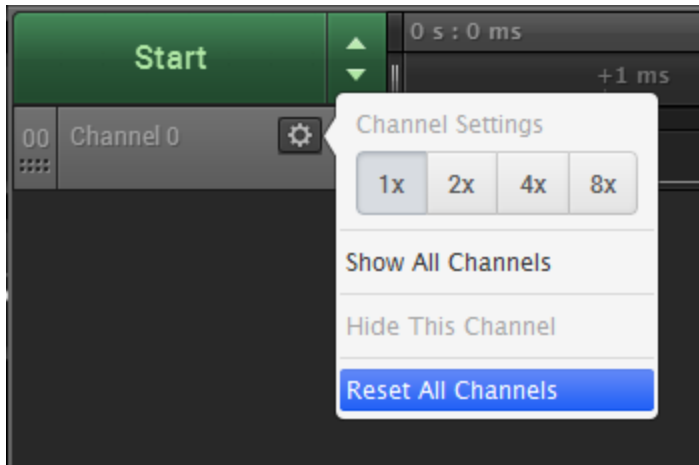 Start
0 s : 0 ms
+1 ms
00
Channel 0
Channel Settings
1x 2x 4x 8x
Show All Channels
Hide This Channel
Reset All Channels